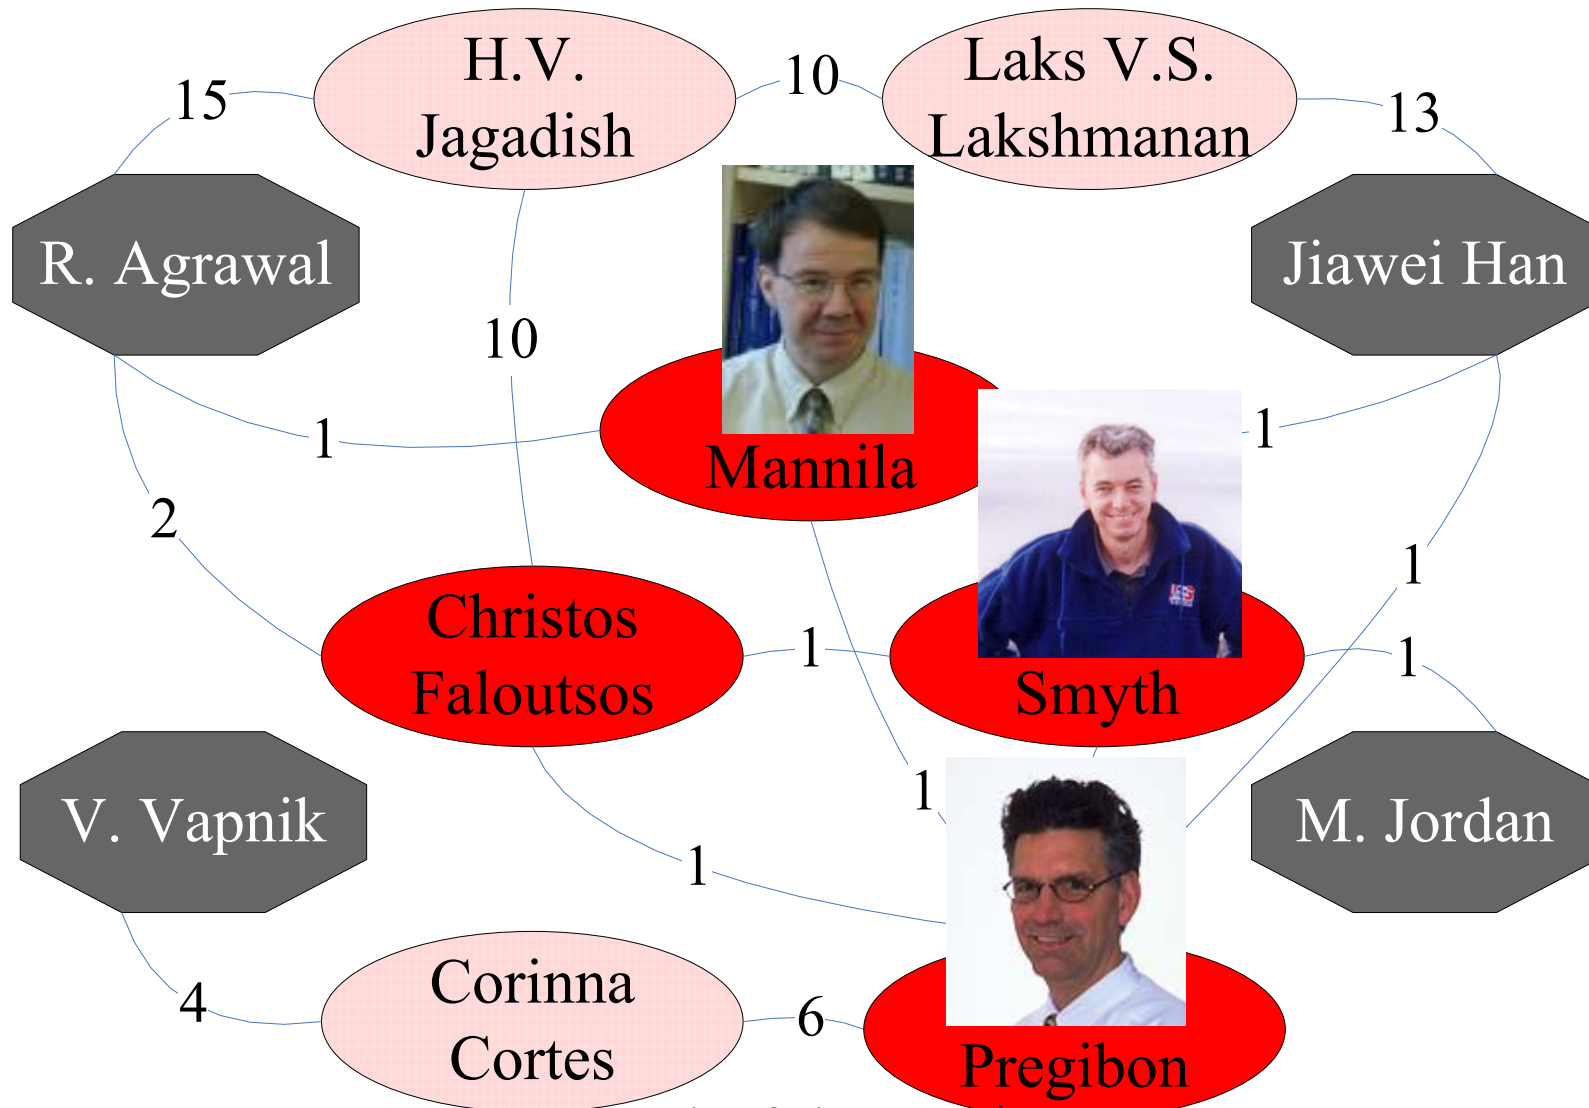 H.V.
Jagadish
Laks V.S.
Lakshmanan
15
10
13
R. Agrawal
Jiawei Han
10
1
Mannila
1
2
1
Christos
Faloutsos
1
Smyth
1
V. Vapnik
1
M. Jordan
1
4
Corinna
Cortes
6
Pregibon